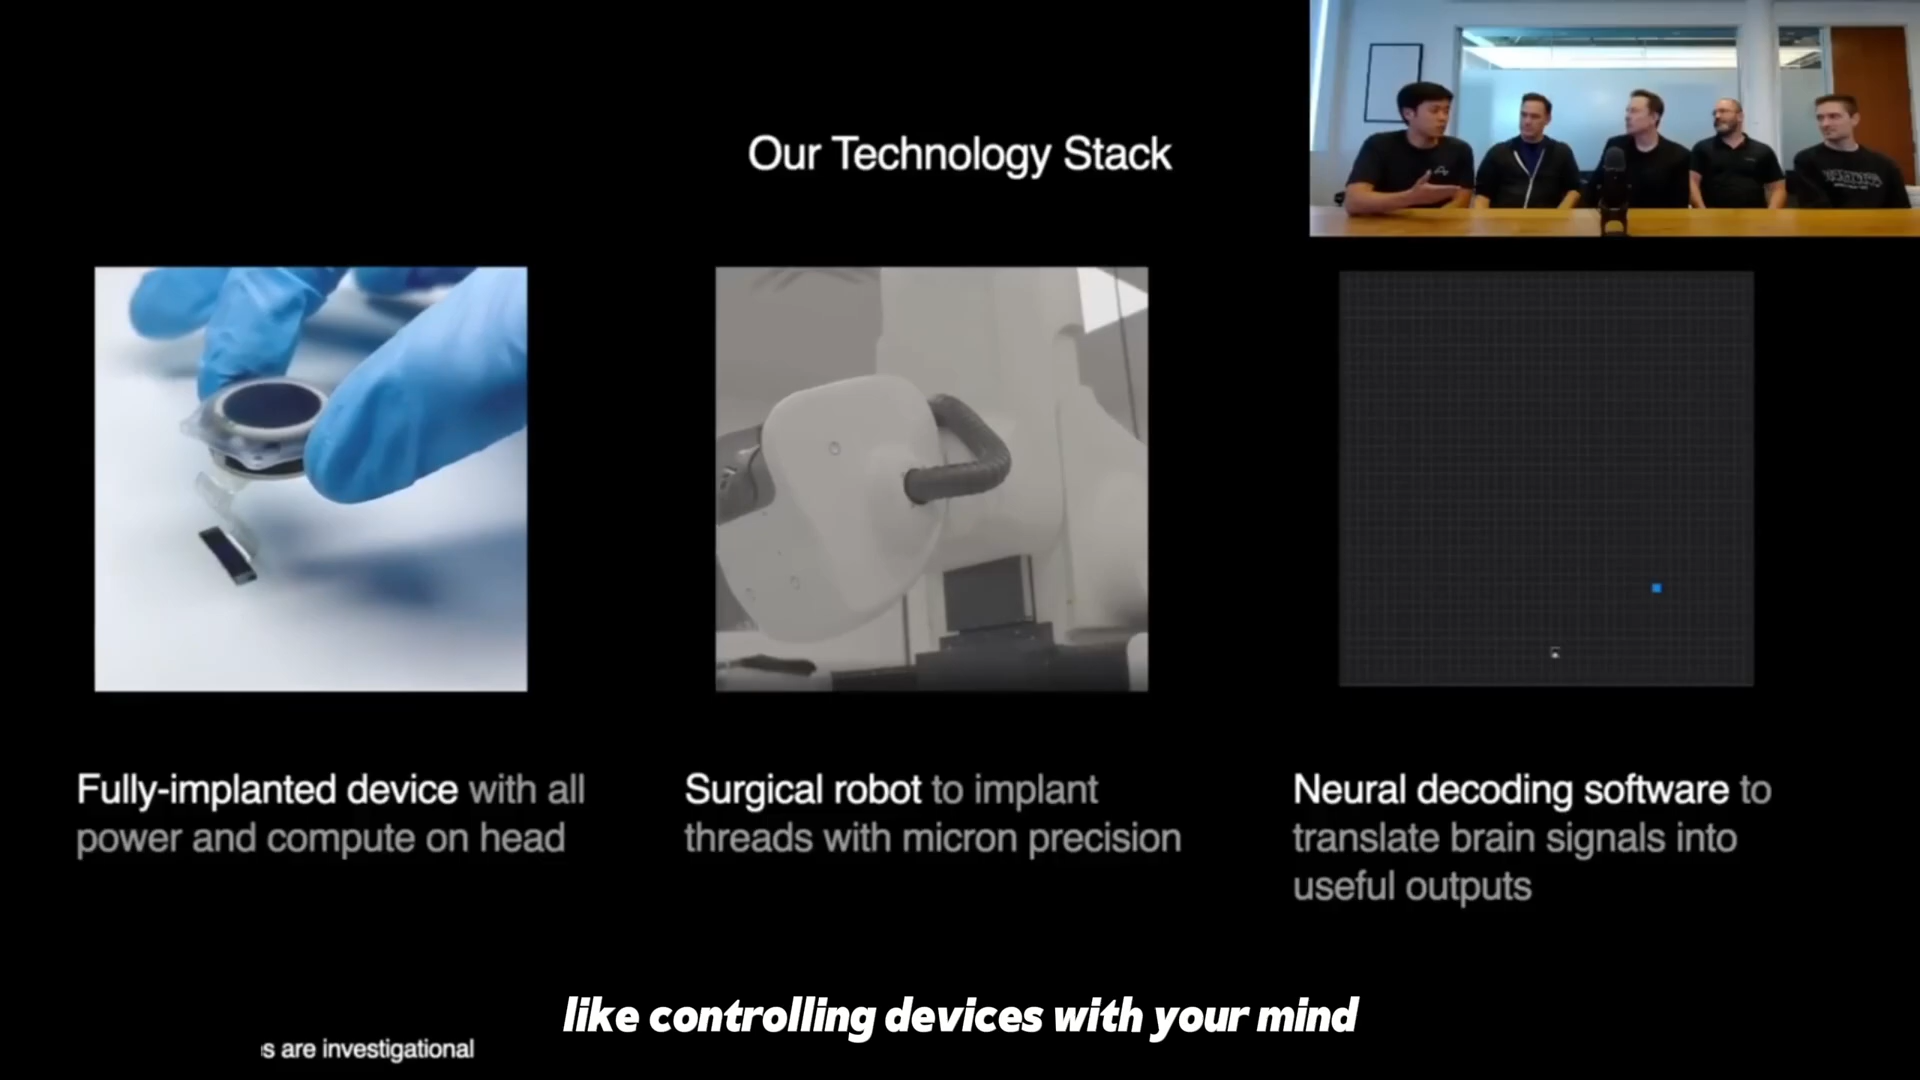 Our Technology Stack
Fully-implanted device with all
power and compute on head
Surgical robot to implant
threads with micron precision
Neural decoding software to
translate brain signals into
useful outputs
like controlling devices with your mind
are investigational